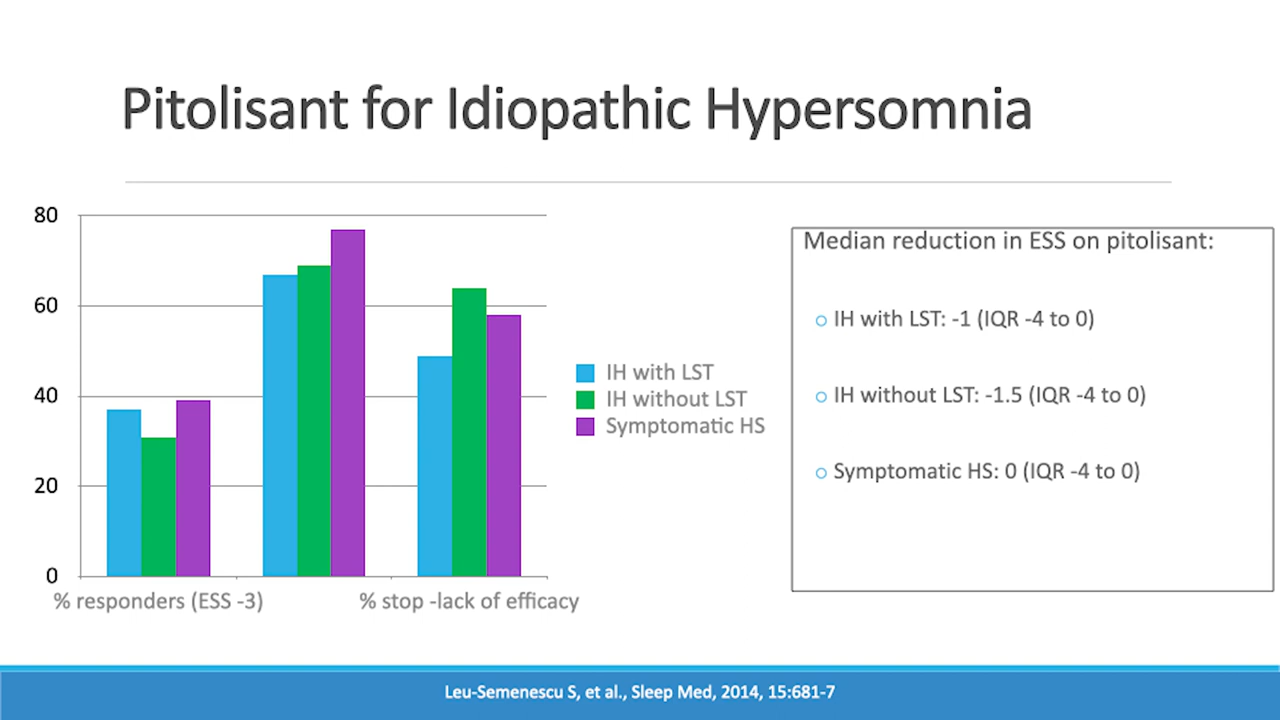 Pitolisant for Idiopathic Hypersomnia
80
60
40
20
0
% responders (ESS -3)
% stop -lack of efficacy
IH with LST
IH without LST
Symptomatic HS
Median reduction in ESS on pitolisant:
IH with LST: -1 (IQR -4 to 0)
IH without LST: -1.5 (IQR -4 to 0)
Symptomatic HS: 0 (IQR -4 to 0)
Leu-Semenescu S, et al., Sleep Med, 2014, 15:681-7